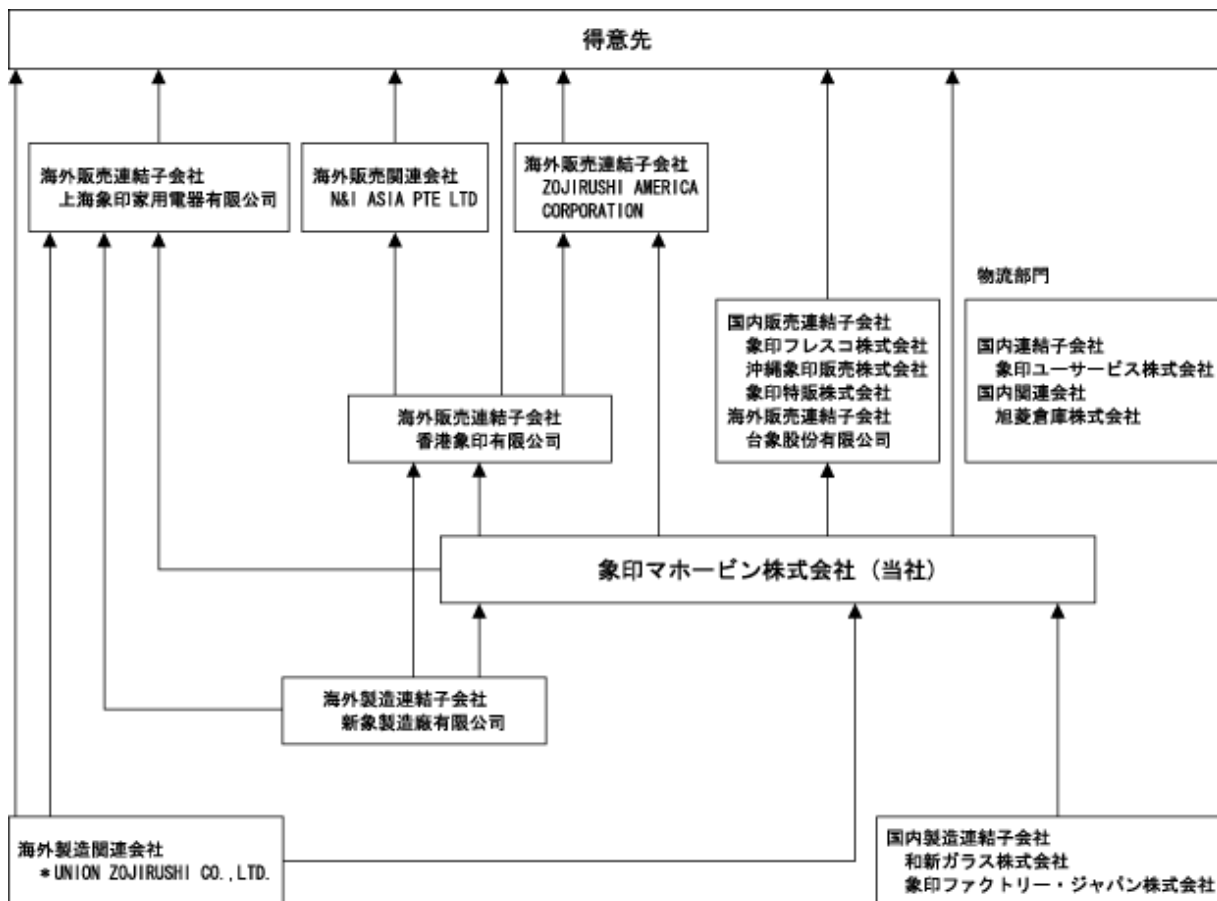 得意先
海外販売連結子会社
上海象印家用電器有限公司
海外販売関連会社
N&I ASIA PTE LTD
海外販売連結子会社
ZOJIRUSHI AMERICA
CORPORATION
物流部門
国内販売連結子会社
象印フレスコ株式会社
沖縄象印販売株式会社
象印特販株式会社
海外販売連結子会社
台象股份有限公司
国内連結子会社
象印ユーサービス株式会社
国内関連会社
旭菱倉庫株式会社
海外販売連結子会社
香港象印有限公司
象印マホービン株式会社（当社）
海外製造連結子会社
新象製造廠有限公司
海外製造関連会社
＊UNION ZOJIRUSHI CO.,LTD.
国内製造連結子会社
和新ガラス株式会社
象印ファクトリー・ジャパン株式会社